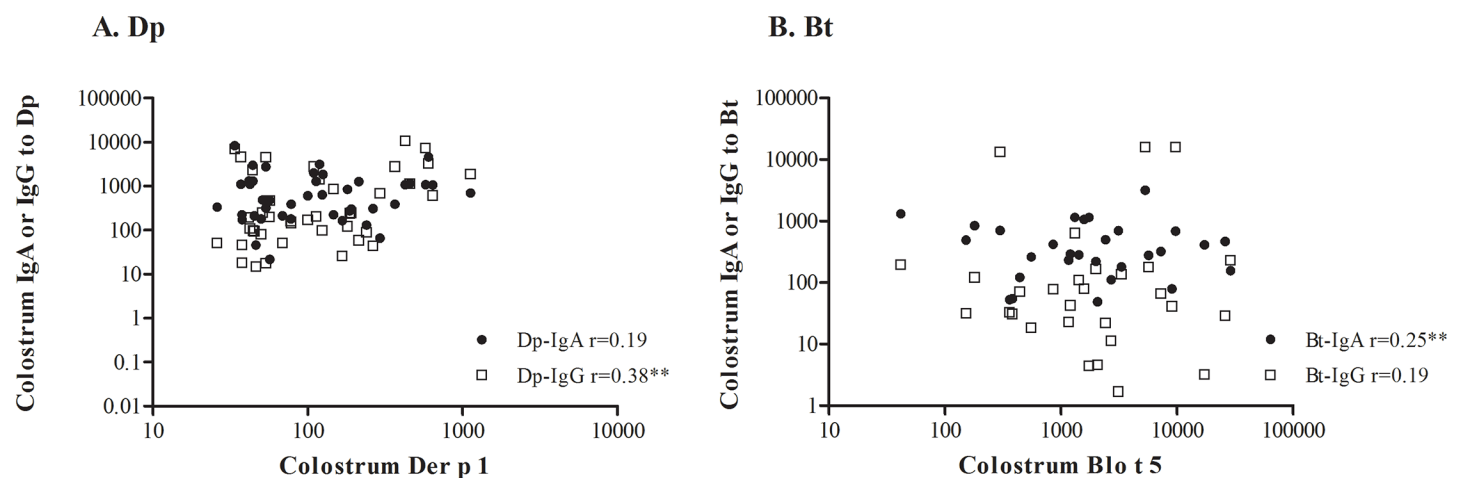 A. Dp
Colostrum IgA or IgG to Dp
100000
10000
1000
100
10
1
0.1
0.01
10
100
1000
10000
Colostrum Der p 1
Dp-IgA r=0.19
Dp-IgG r=0.38**
B. Bt
Colostrum IgA or IgG to Bt
100000
10000
1000
100
10
1
10
100
1000
10000
100000
Colostrum Blo t 5
Bt-IgA r=0.25**
Bt-IgG r=0.19